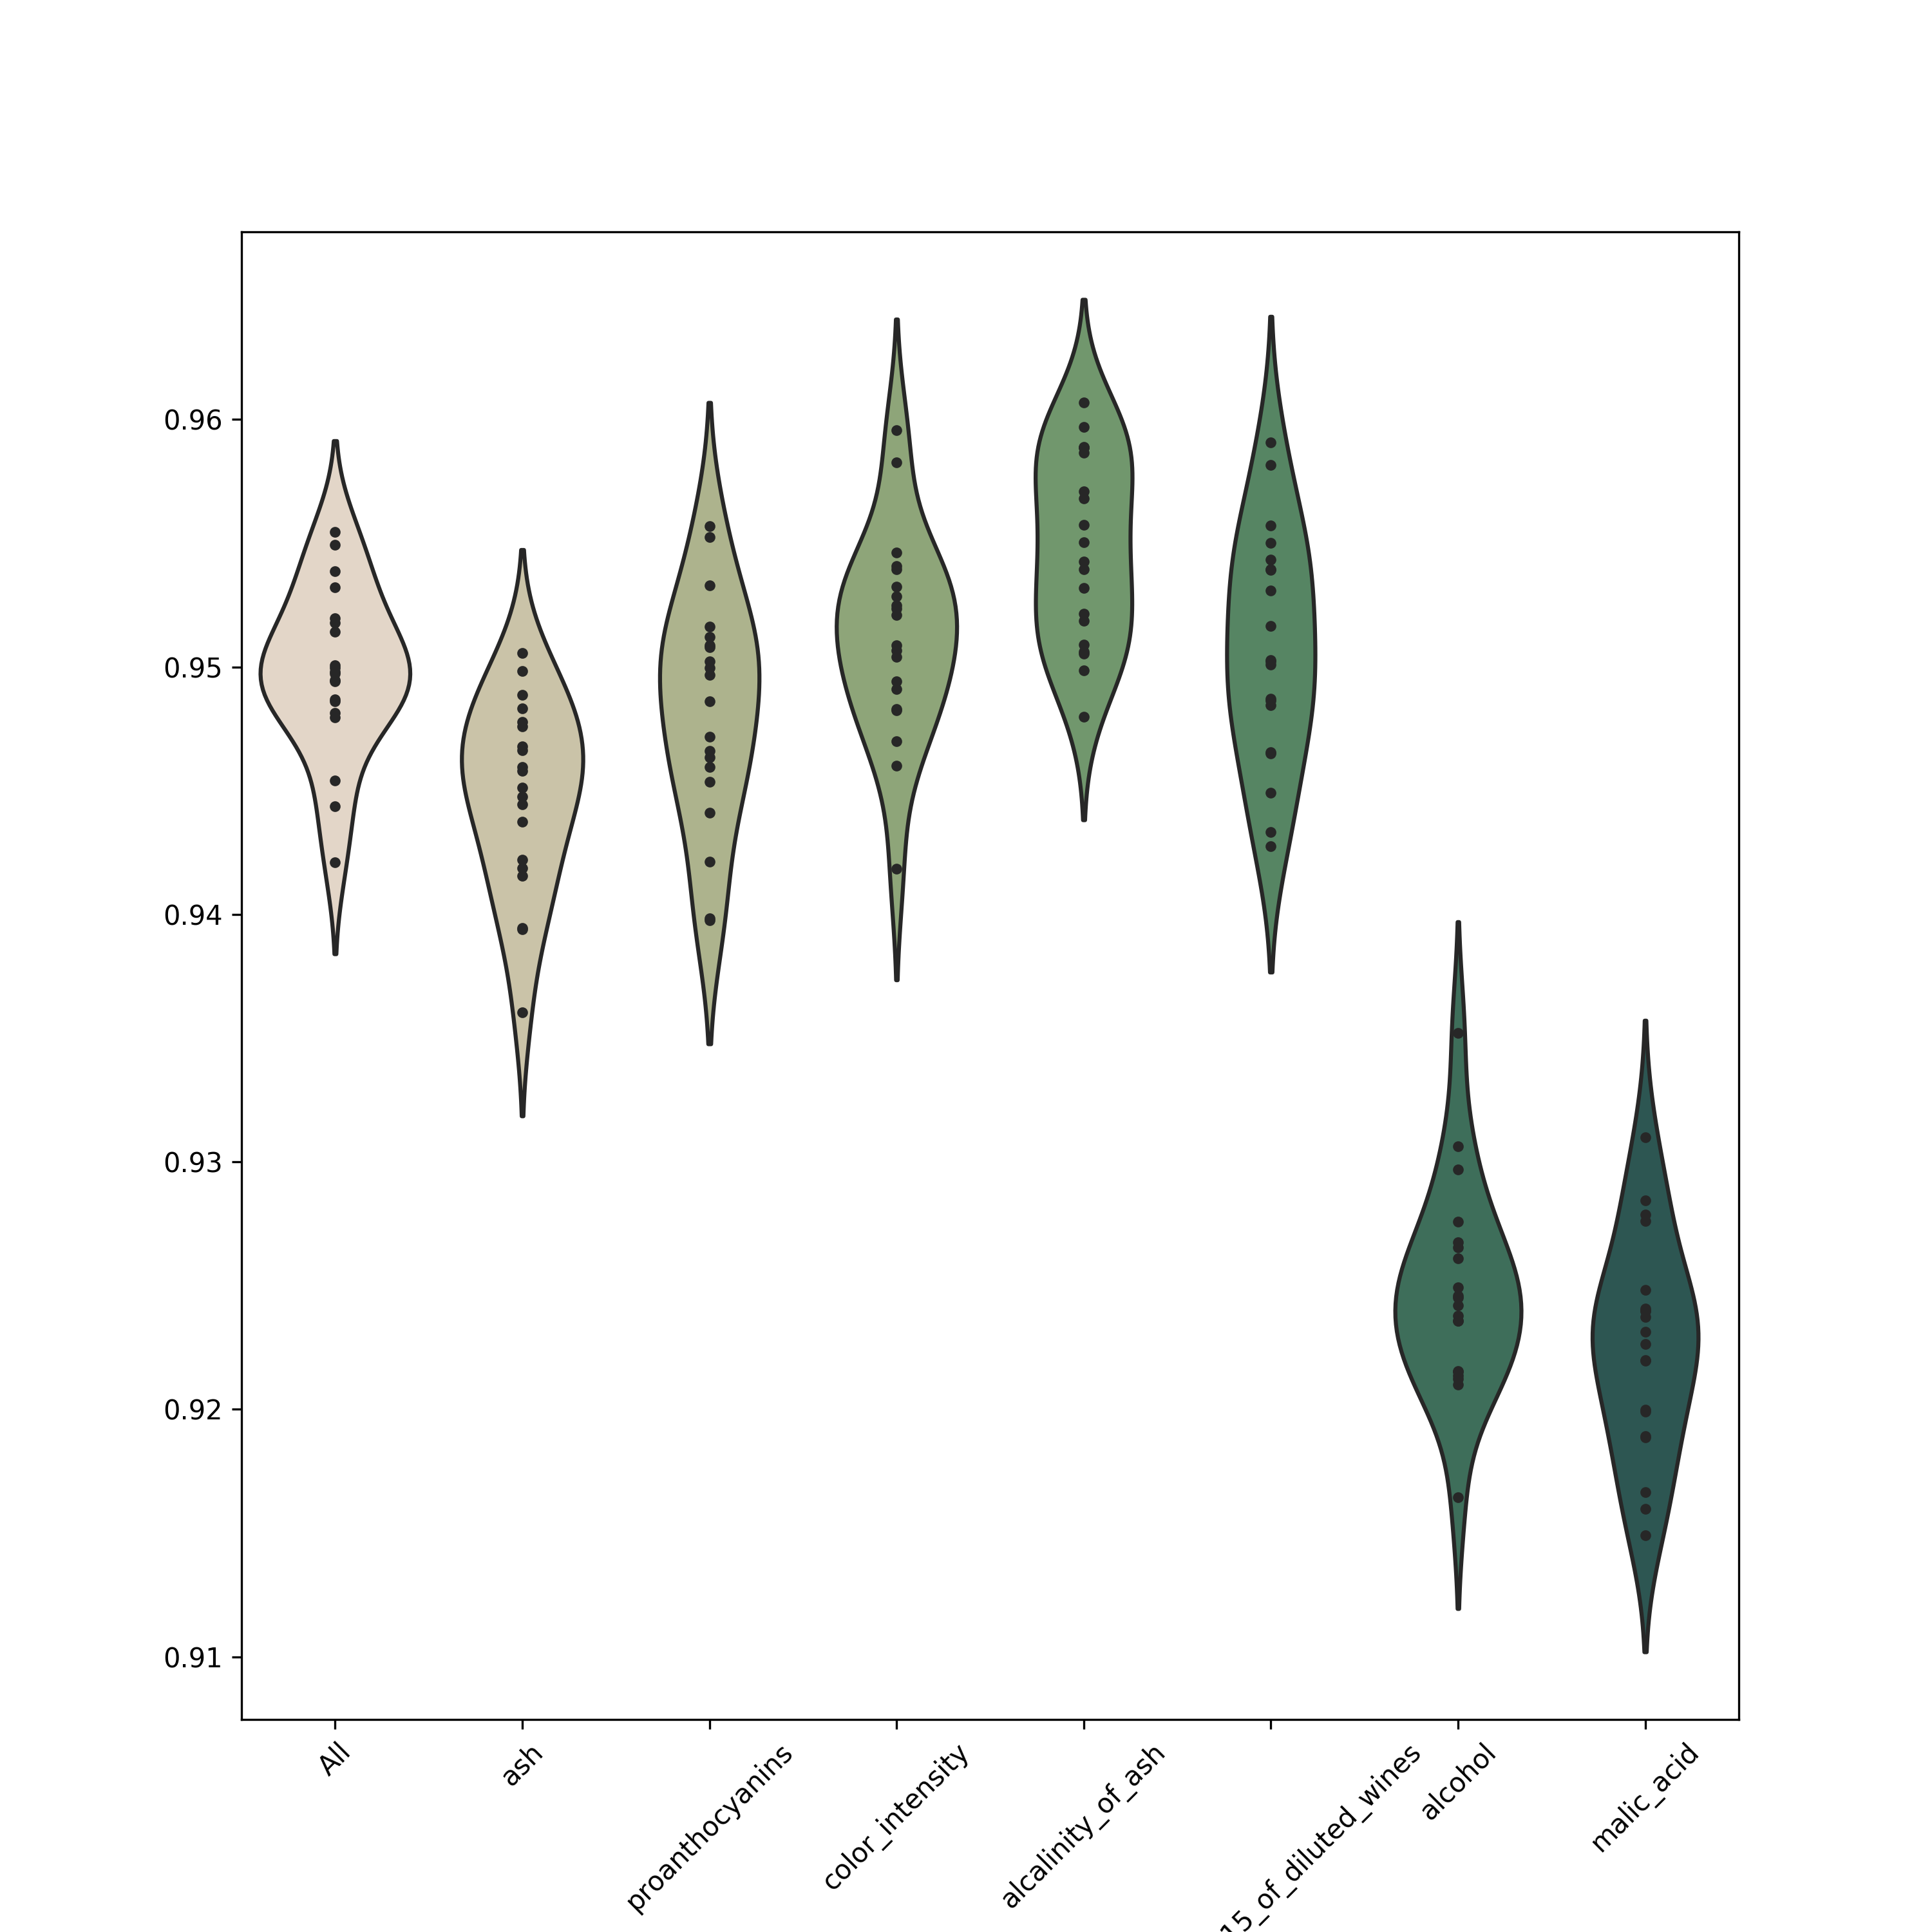 0.96
0.95
0.94
0.93
0.92
0.91
All
ash
proanthocyanins
color_intensity
alcalinity_of_ash
15_of_diluted_wines
alcohol
malic_acid